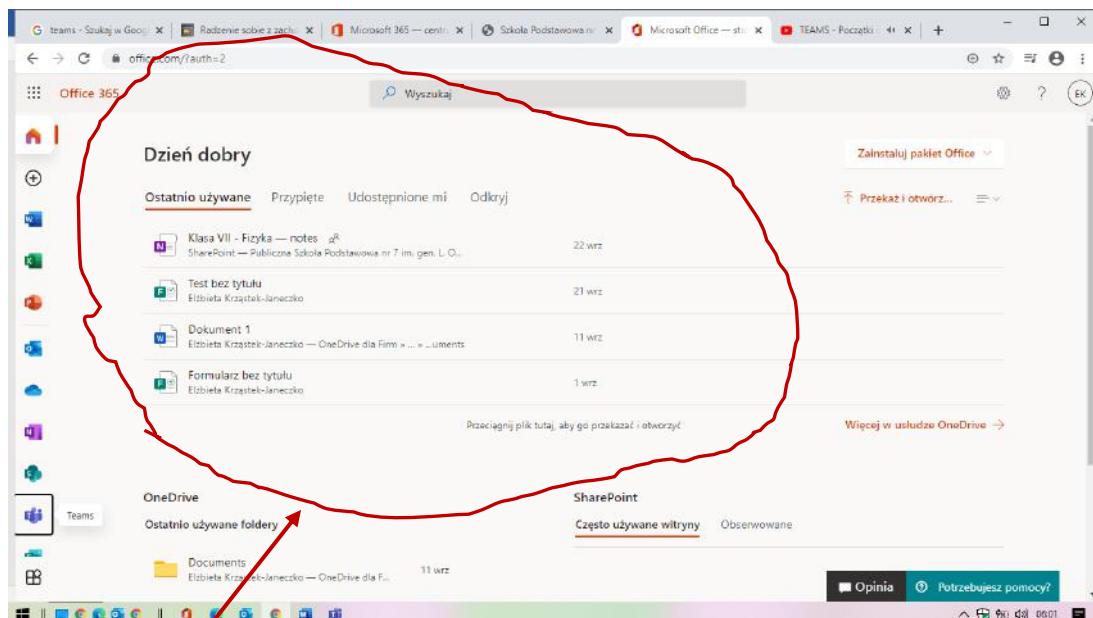 teams - Szukaj w Goog
Radzenie sobie z zacho
Microsoft 365 — centr
Szkoła Podstawowa nr
Microsoft Office — str
TEAMS - Początki
office.com/?auth=2
Office 365
Wyszukaj
EK
Dzień dobry
Zainstaluj pakiet Office
Ostatnio używane Przypięte Udostępnione mi Odkryj
Przekaż i otwórz...
Klasa VII - Fizyka — notes
22 wrz
SharePoint — Publiczna Szkoła Podstawowa nr 7 im. gen. L. O...
Test bez tytułu
21 wrz
Elżbieta Krząstek-Janeczko
Dokument 1
11 wrz
Elżbieta Krząstek-Janeczko — OneDrive dla Firm » ... » ...uments
Formularz bez tytułu
1 wrz
Elżbieta Krząstek-Janeczko
Przeciągnij plik tutaj, aby go przekazać i otworzyć
Więcej w usłudze OneDrive
OneDrive
SharePoint
Teams
Ostatnio używane foldery
Często używane witryny Obserwowane
Documents
11 wrz
Elżbieta Krząstek-Janeczko — OneDrive dla F...
Opinia
Potrzebujesz pomocy?